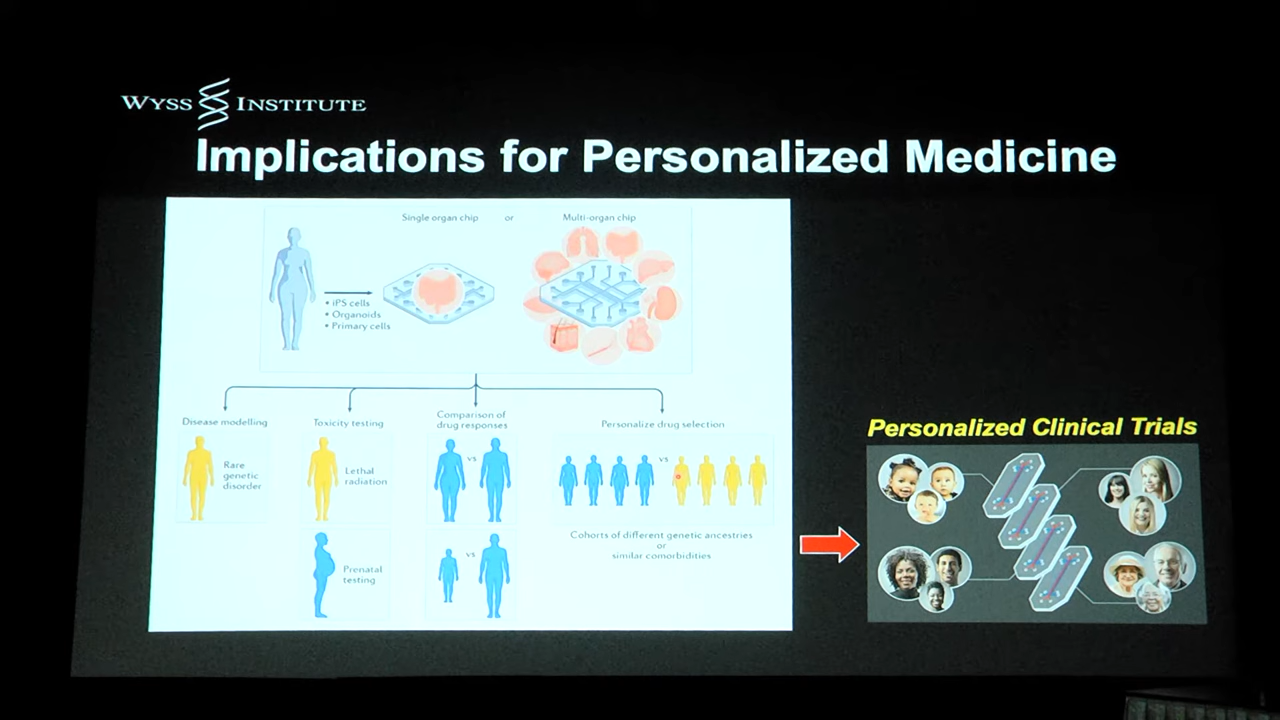 WYSS INSTITUTE
Implications for Personalized Medicine
Single organ chip or Multi-organ chip
• iPS cells
• Organoids
• Primary cells
Disease modelling
Rare
genetic
disorder
Toxicity testing
Lethal
radiation
Prenatal
testing
Comparison of
drug responses
vs
vs
Personalize drug selection
vs
Cohorts of different genetic ancestries
or
similar comorbidities
Personalized Clinical Trials